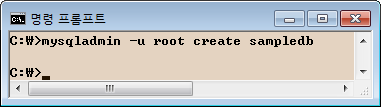 명령 프롬프트
C:₩>mysqladmin -u root create sampledb
C:₩>